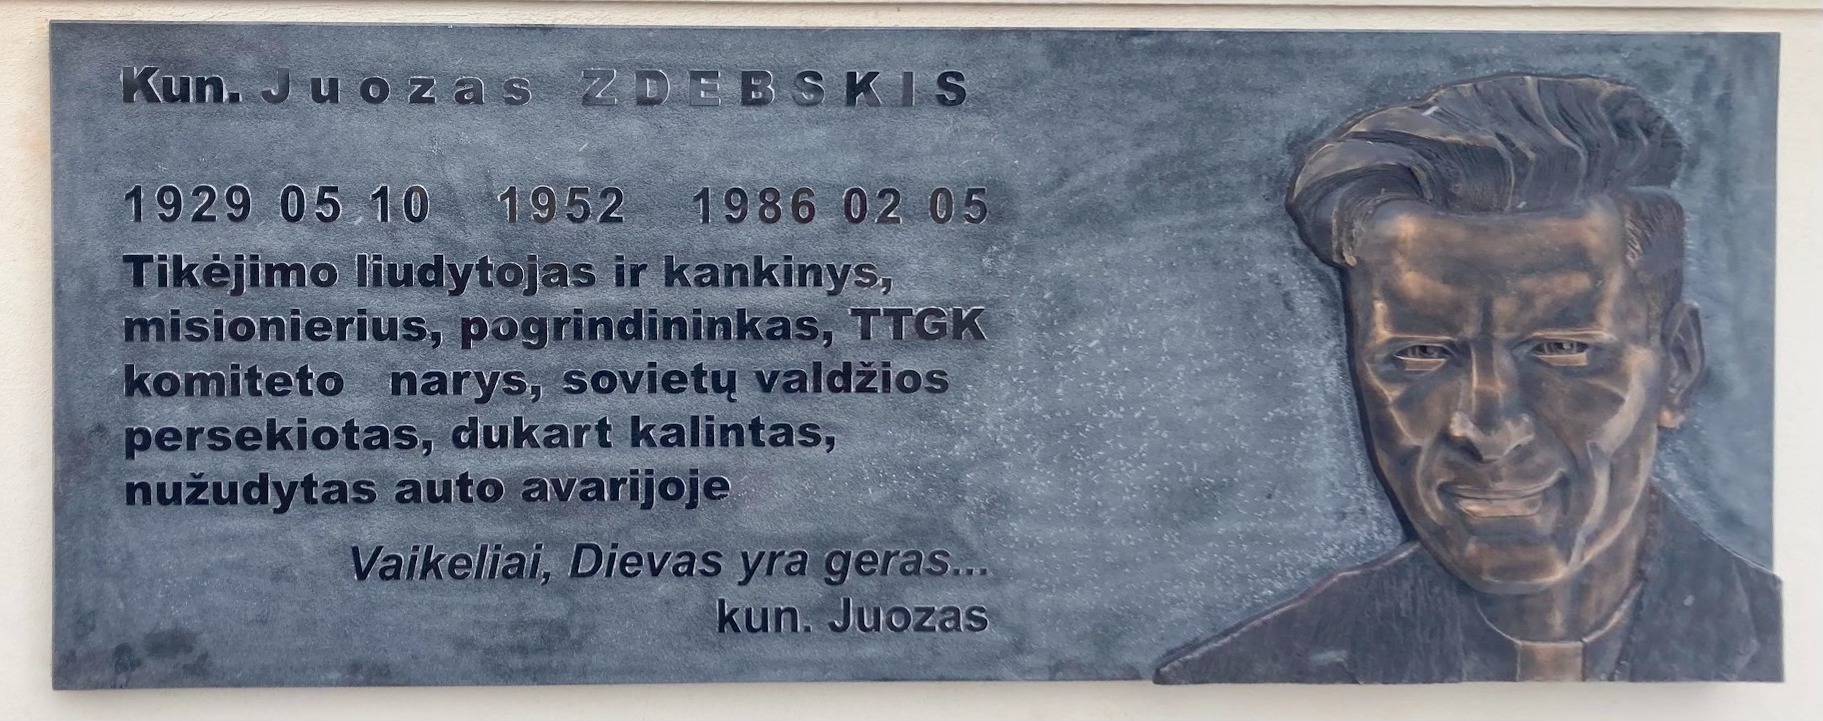 Kun. Juozas ZDEBSKIS
1929 05 10 1952 1986 02 05
Tikėjimo liudytojas ir kankinys,
misionierius, pogrindininkas, TTGK
komiteto narys, sovietų valdžios
persekiotas, dukart kalintas,
nužudytas auto avarijoje
Vaikeliai, Dievas yra geras...
kun. Juozas